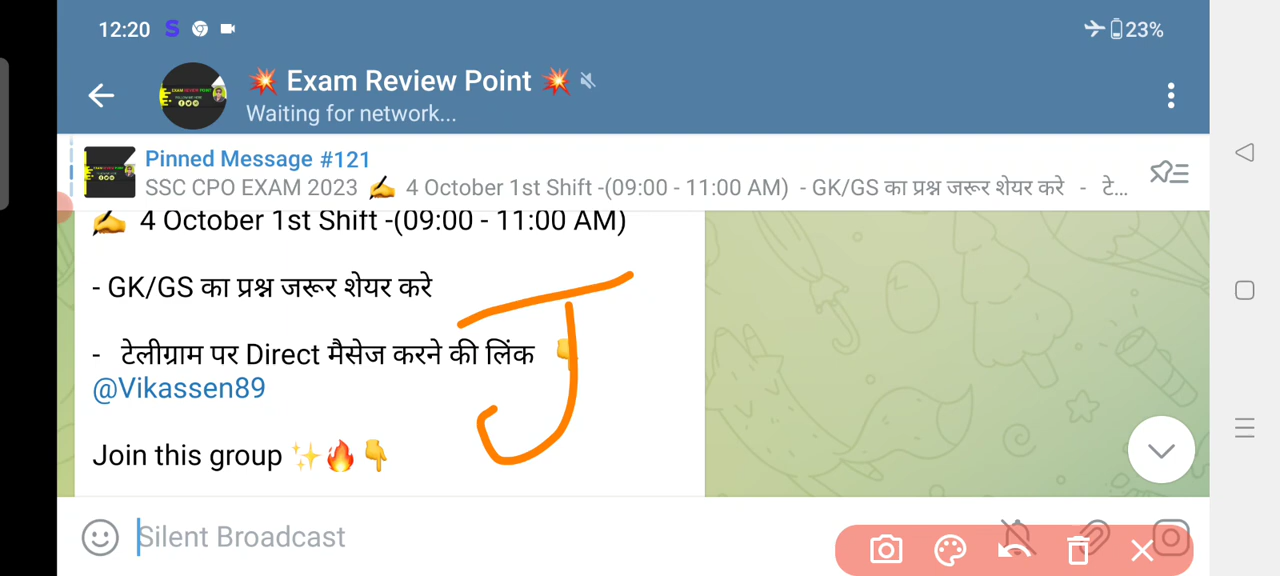 12:20 S 23%
💥 Exam Review Point 💥
Waiting for network...
Pinned Message #121
SSC CPO EXAM 2023 ✍️ 4 October 1st Shift -(09:00 - 11:00 AM) - GK/GS का प्रश्न जरूर शेयर करे - टे...
✍️ 4 October 1st Shift -(09:00 - 11:00 AM)
- GK/GS का प्रश्न जरूर शेयर करे
- टेलीग्राम पर Direct मैसेज करने की लिंक 👇
@Vikassen89
Join this group ✨🔥👇
J
Silent Broadcast